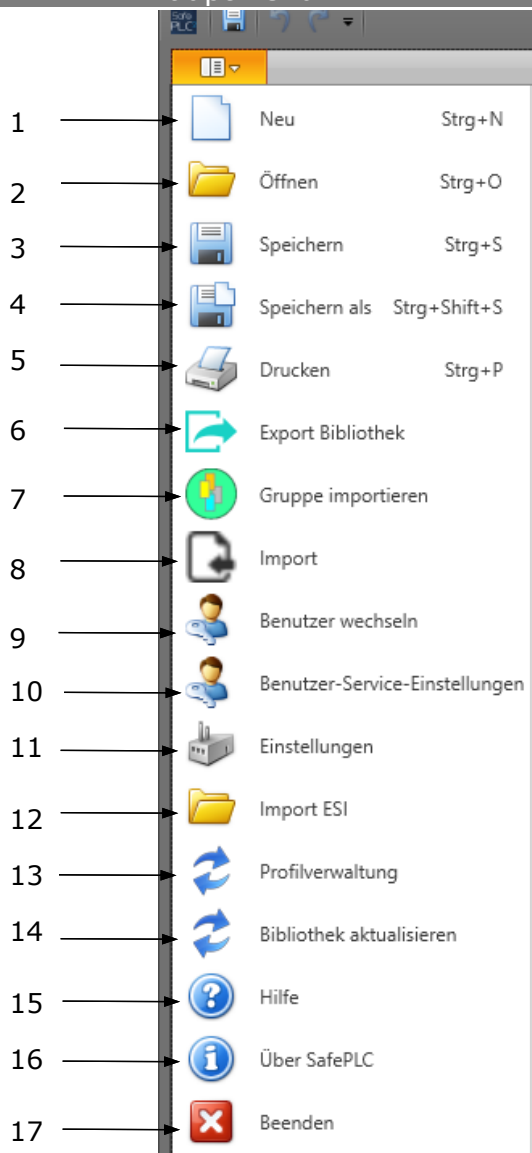 Safe
PLC
1 Neu Strg+N
2 Öffnen Strg+O
3 Speichern Strg+S
4 Speichern als Strg+Shift+S
5 Drucken Strg+P
6 Export Bibliothek
7 Gruppe importieren
8 Import
9 Benutzer wechseln
10 Benutzer-Service-Einstellungen
11 Einstellungen
12 Import ESI
13 Profilverwaltung
14 Bibliothek aktualisieren
15 Hilfe
16 Über SafePLC
17 Beenden